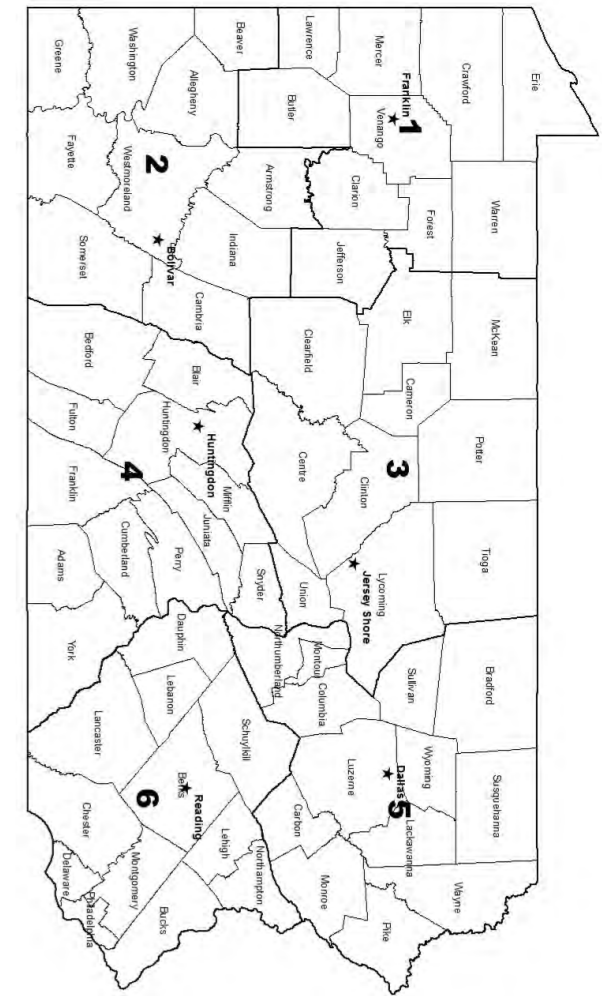 Erie
Crawford
Warren
McKean
Potter
Tioga
Bradford
Susquehanna
Wayne
Mercer
Franklin
1
Venango
Forest
Elk
Cameron
3
Clinton
Lycoming
Jersey Shore
Sullivan
Wyoming
Lackawanna
Dallas
5
Pike
Lawrence
Butler
Clarion
Jefferson
Clearfield
Centre
Union
Montour
Northumberland
Columbia
Luzerne
Carbon
Monroe
Beaver
Armstrong
Indiana
Snyder
Schuylkill
Northampton
Lehigh
Allegheny
Westmoreland
2
Bolivar
Cambria
Blair
Huntingdon
Huntingdon
Mifflin
Juniata
Perry
Dauphin
Lebanon
Berks
Reading
6
Montgomery
Bucks
Washington
Greene
Fayette
Somerset
Bedford
Fulton
4
Franklin
Cumberland
Adams
York
Lancaster
Chester
Delaware
Philadelphia